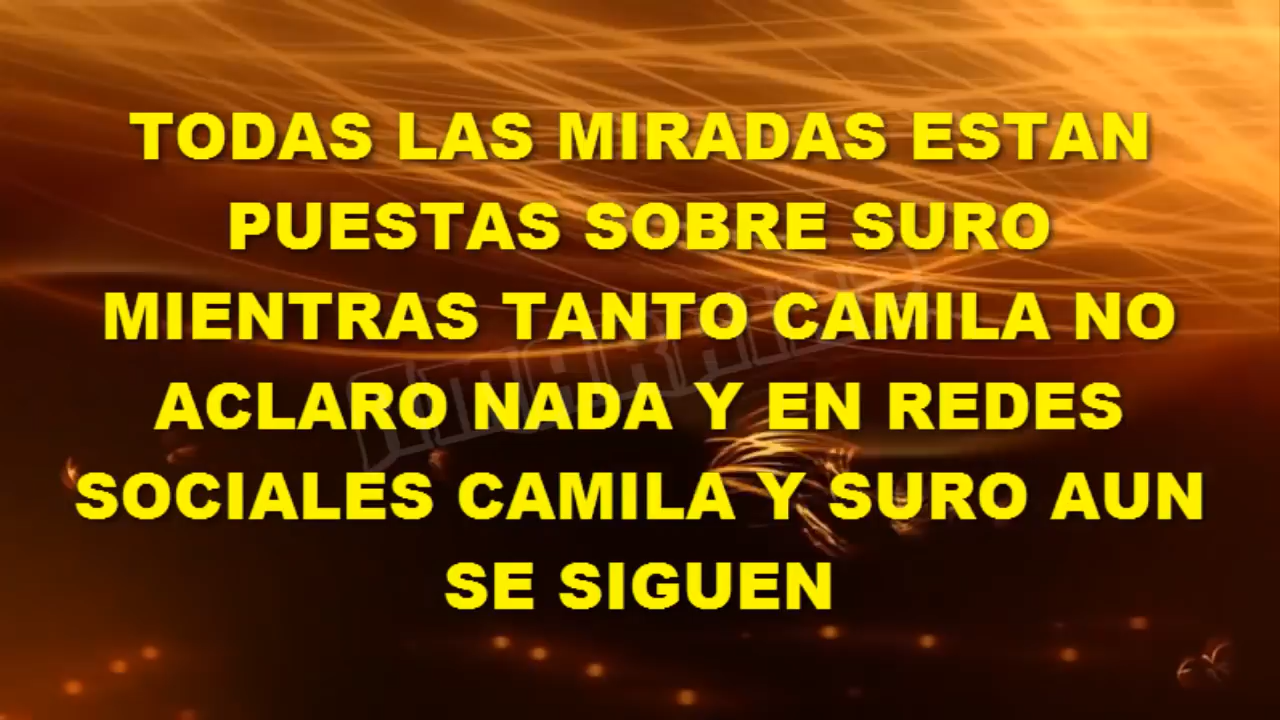 TODAS LAS MIRADAS ESTAN
PUESTAS SOBRE SURO
MIENTRAS TANTO CAMILA NO
ACLARO NADA Y EN REDES
SOCIALES CAMILA Y SURO AUN
SE SIGUEN